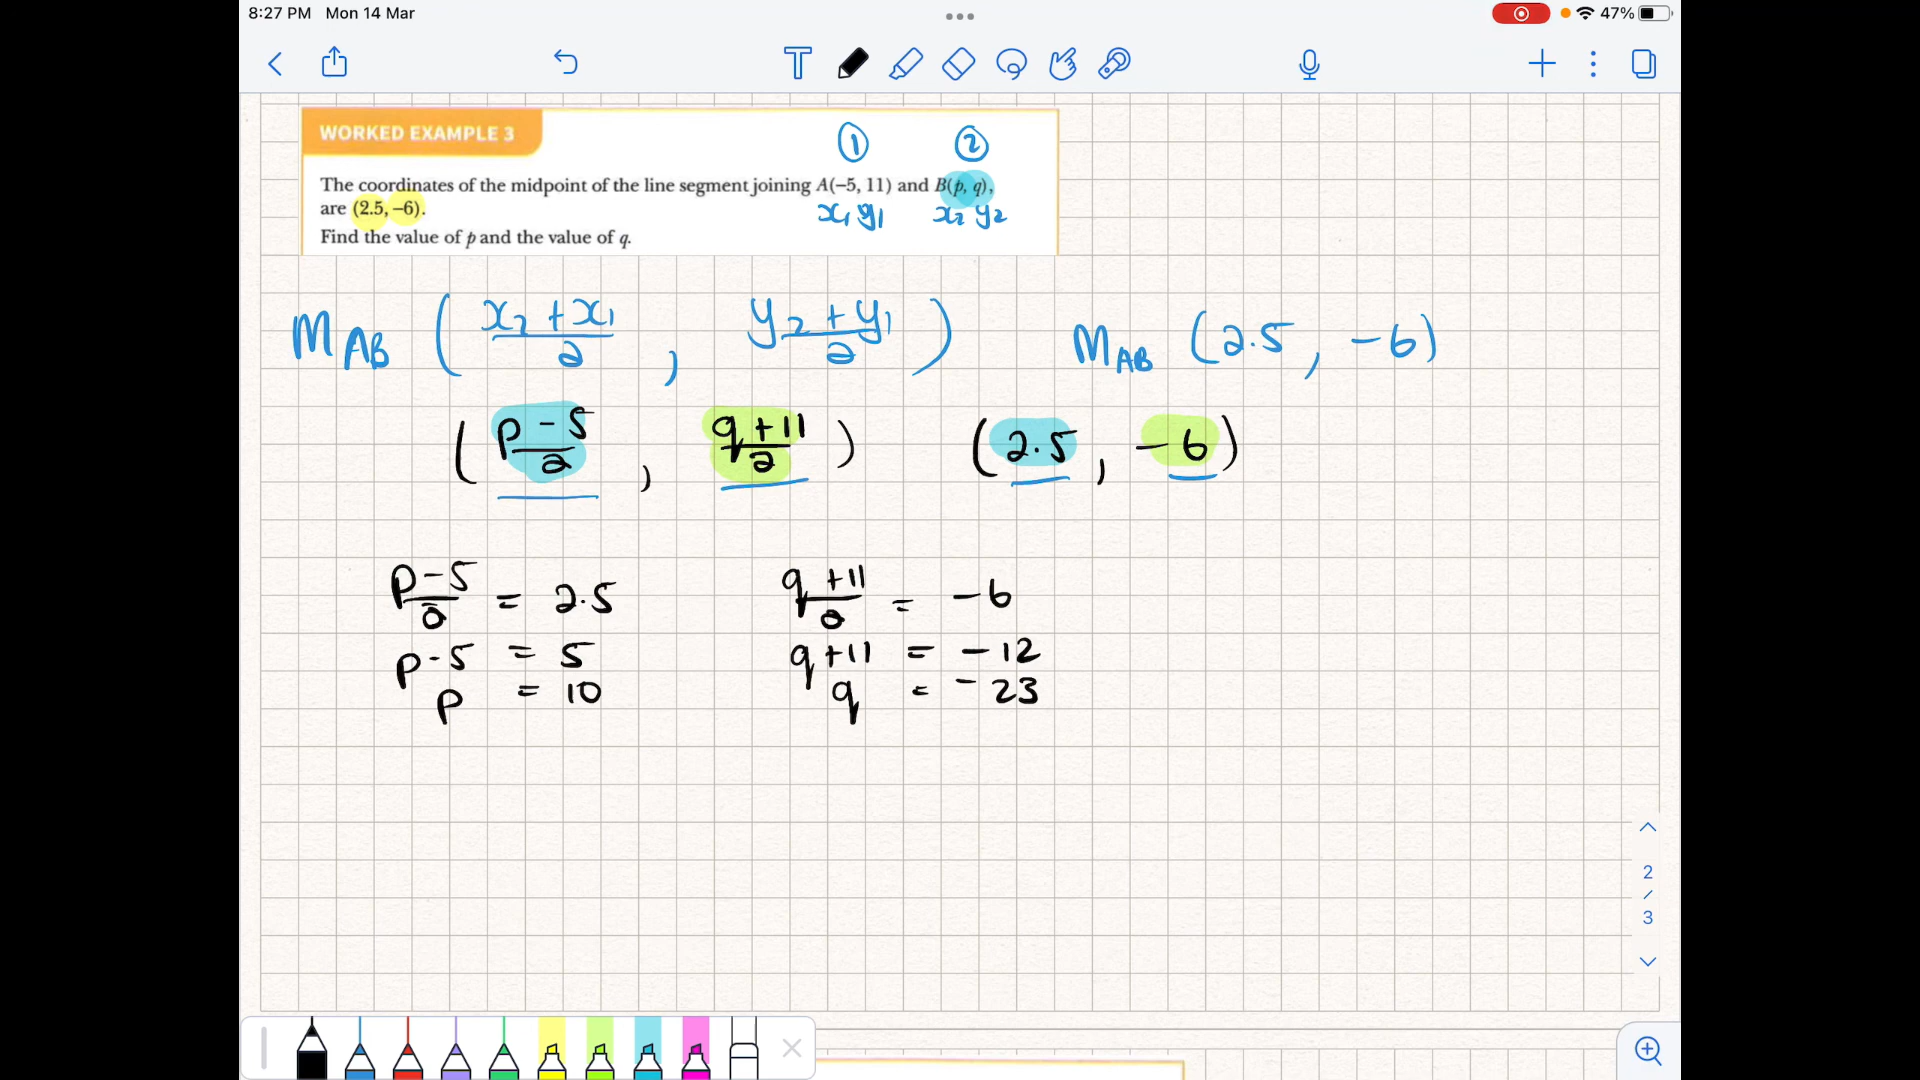 8:27 PM Mon 14 Mar
47%
T
WORKED EXAMPLE 3
① ②
The coordinates of the midpoint of the line segment joining A(−5, 11) and B(p, q),
x₁ y₁ x₂ y₂
are (2.5, −6).
Find the value of p and the value of q.
M_AB ( (x₂ + x₁)/2 , (y₂ + y₁)/2 ) M_AB (2.5, −6)
( (p − 5)/2 , (q + 11)/2 ) (2.5, −6)
(p − 5)/2 = 2.5 (q + 11)/2 = −6
p − 5 = 5 q + 11 = −12
p = 10 q = −23
2
/
3